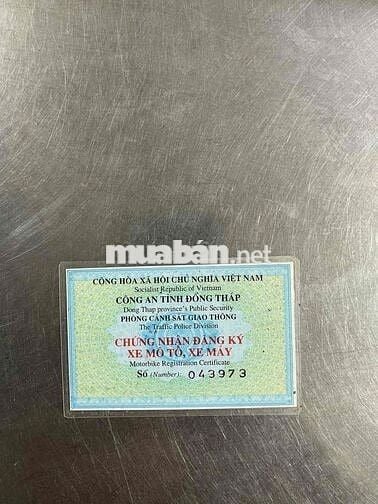 muabán.net
CỘNG HÒA XÃ HỘI CHỦ NGHĨA VIỆT NAM
Socialist Republic of Vietnam
CÔNG AN TỈNH ĐỒNG THÁP
Dong Thap province's Public Security
PHÒNG CẢNH SÁT GIAO THÔNG
The Traffic Police Division
CHỨNG NHẬN ĐĂNG KÝ
XE MÔ TÔ, XE MÁY
Motorbike Registration Certificate
Số (Number): 043973